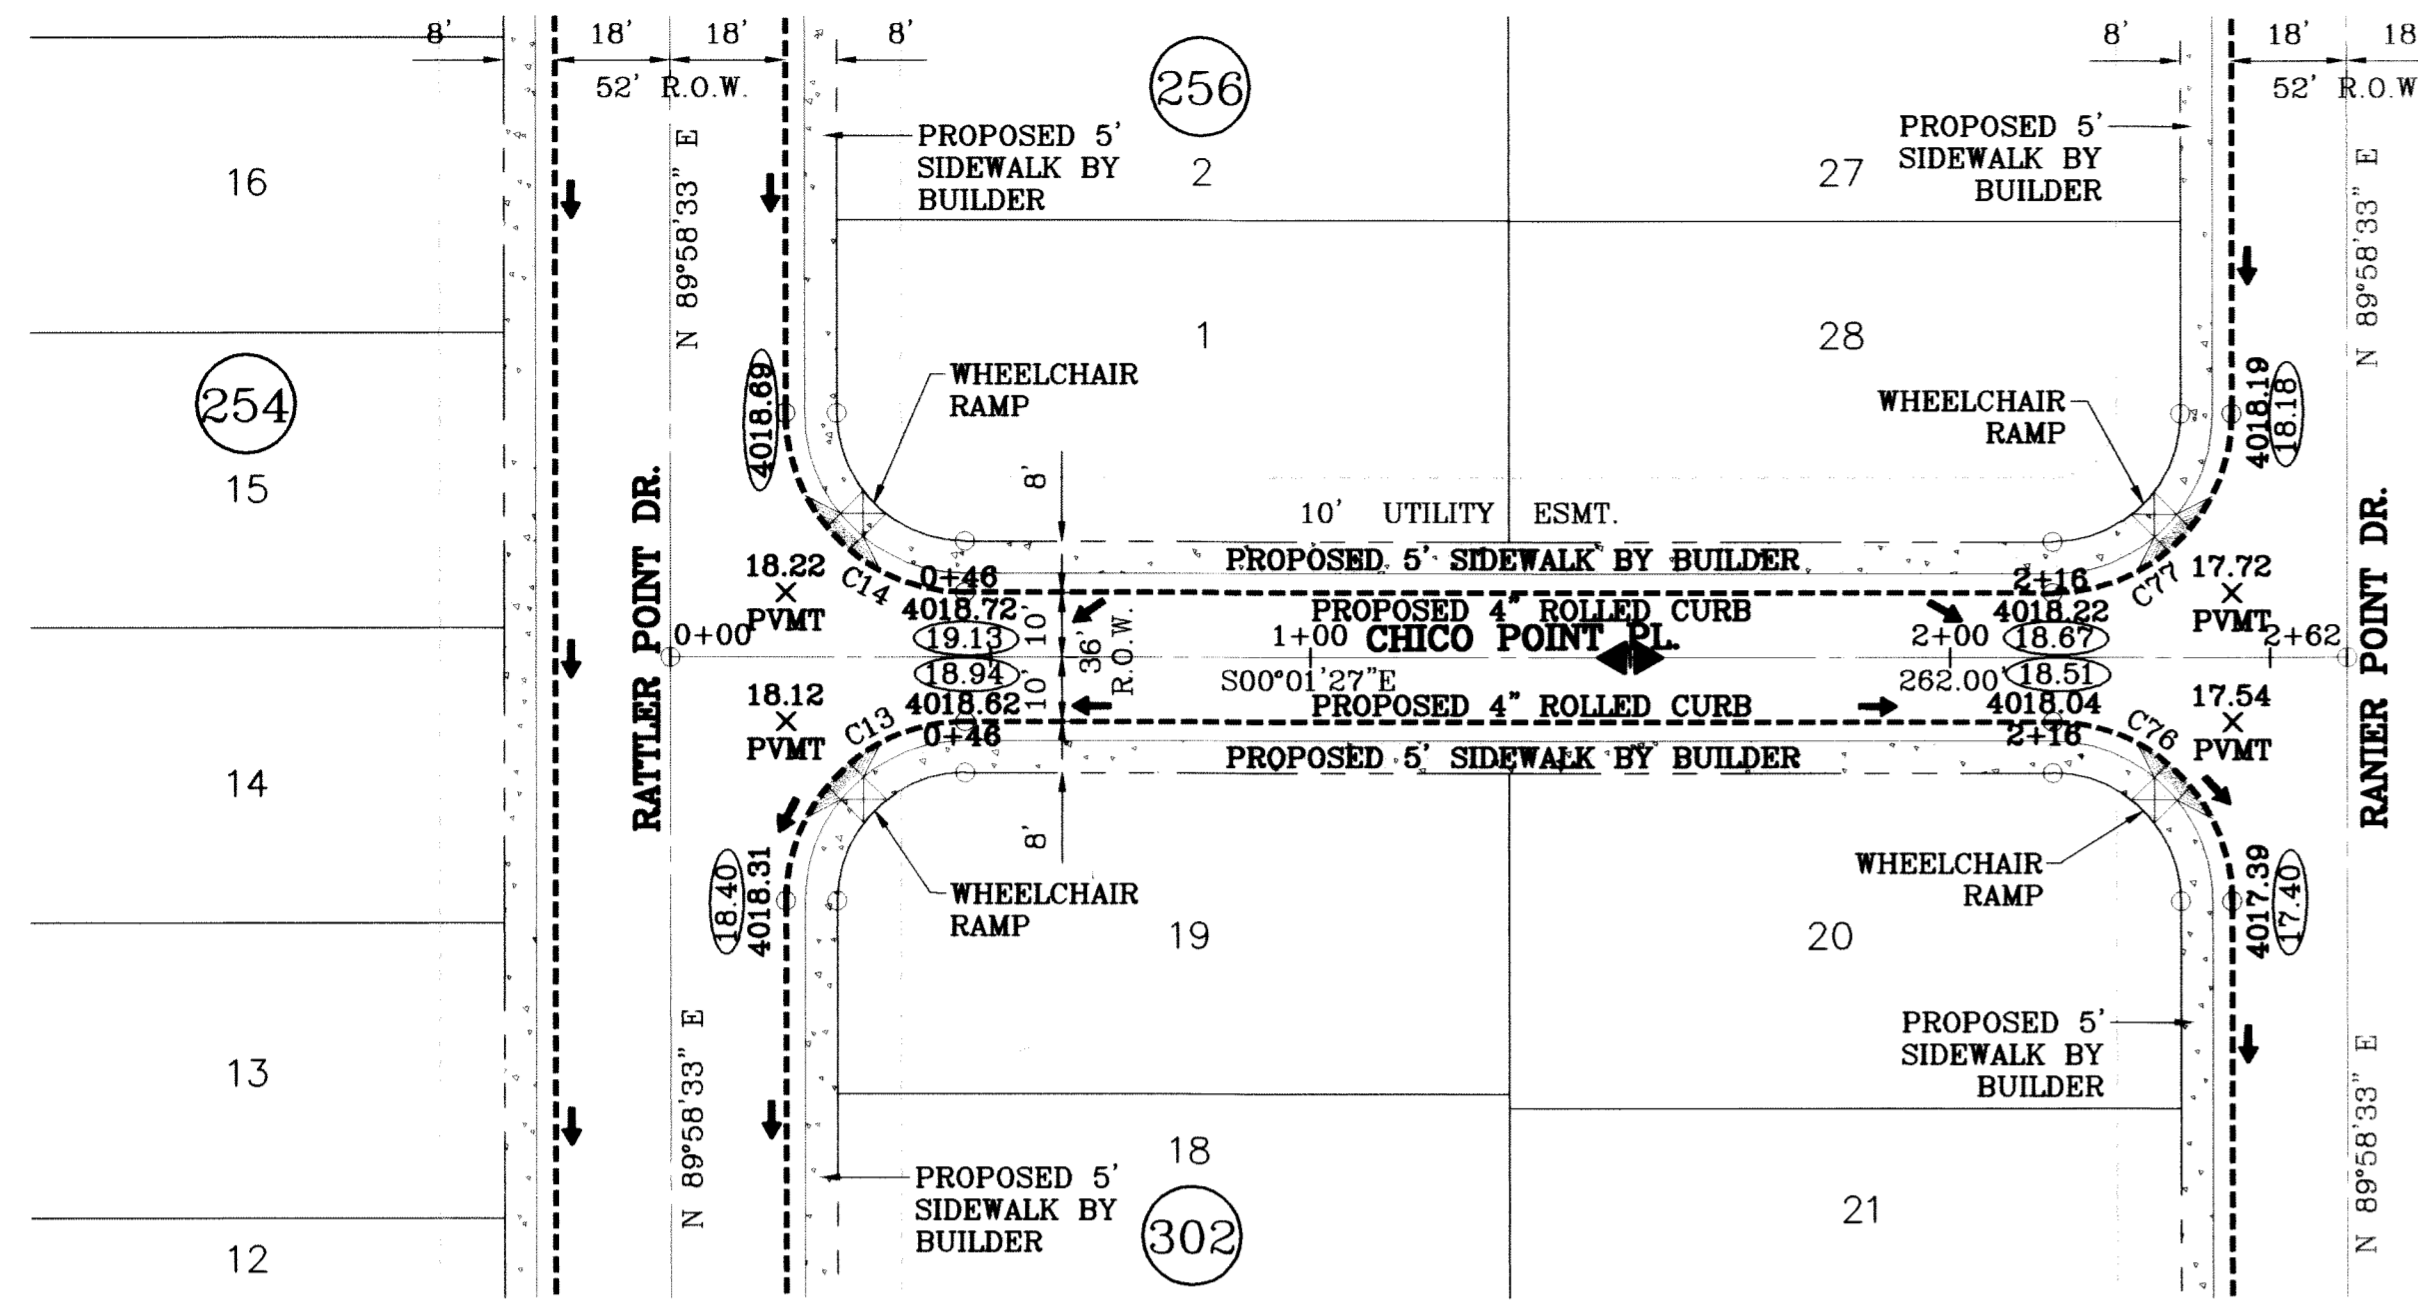 8'
18'
18'
8'
52' R.O.W.
256
8'
18'
18
52' R.O.W
PROPOSED 5'
SIDEWALK BY
BUILDER
PROPOSED 5'
SIDEWALK BY
BUILDER
16
2
27
N 89°58'33" E
N 89°58'33" E
1
28
254
15
4018.69
WHEELCHAIR
RAMP
WHEELCHAIR
RAMP
4018.19
18.18
8'
10' UTILITY ESMT.
PROPOSED 5' SIDEWALK BY BUILDER
RATTLER POINT DR.
RANIER POINT DR.
18.22
PVMT
C14
0+46
4018.72
19.13
10'
PROPOSED 4" ROLLED CURB
2+16
4018.22
18.67
C77
17.72
PVMT
0+00
1+00
CHICO POINT PL.
2+00
2+62
36'
R.O.W.
S00°01'27"E
262.00'
18.94
4018.62
0+46
10'
18.51
4018.04
2+16
18.12
PVMT
C13
PROPOSED 4" ROLLED CURB
C76
17.54
PVMT
PROPOSED 5' SIDEWALK BY BUILDER
14
8'
18.40
4018.31
WHEELCHAIR
RAMP
WHEELCHAIR
RAMP
4017.39
17.40
19
20
13
N 89°58'33" E
PROPOSED 5'
SIDEWALK BY
BUILDER
N 89°58'33" E
18
PROPOSED 5'
SIDEWALK BY
BUILDER
302
21
12